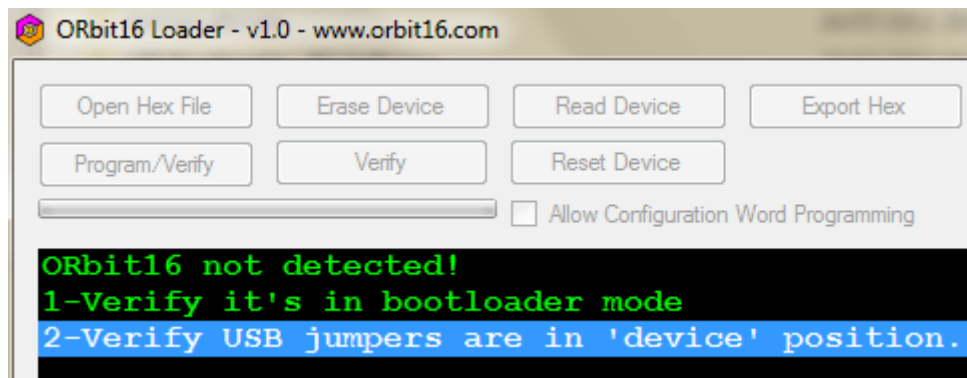 ORbit16 Loader - v1.0 - www.orbit16.com
Open Hex File Erase Device Read Device Export Hex
Program/Verify Verify Reset Device
Allow Configuration Word Programming
ORbit16 not detected!
1-Verify it's in bootloader mode
2-Verify USB jumpers are in 'device' position.